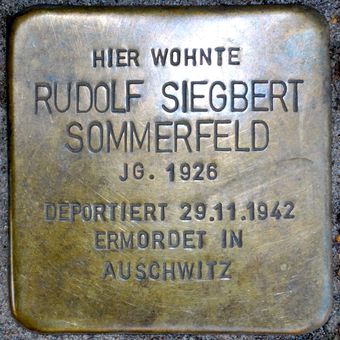 HIER WOHNTE
RUDOLF SIEGBERT
SOMMERFELD
JG. 1926
DEPORTIERT 29.11.1942
ERMORDET IN
AUSCHWITZ